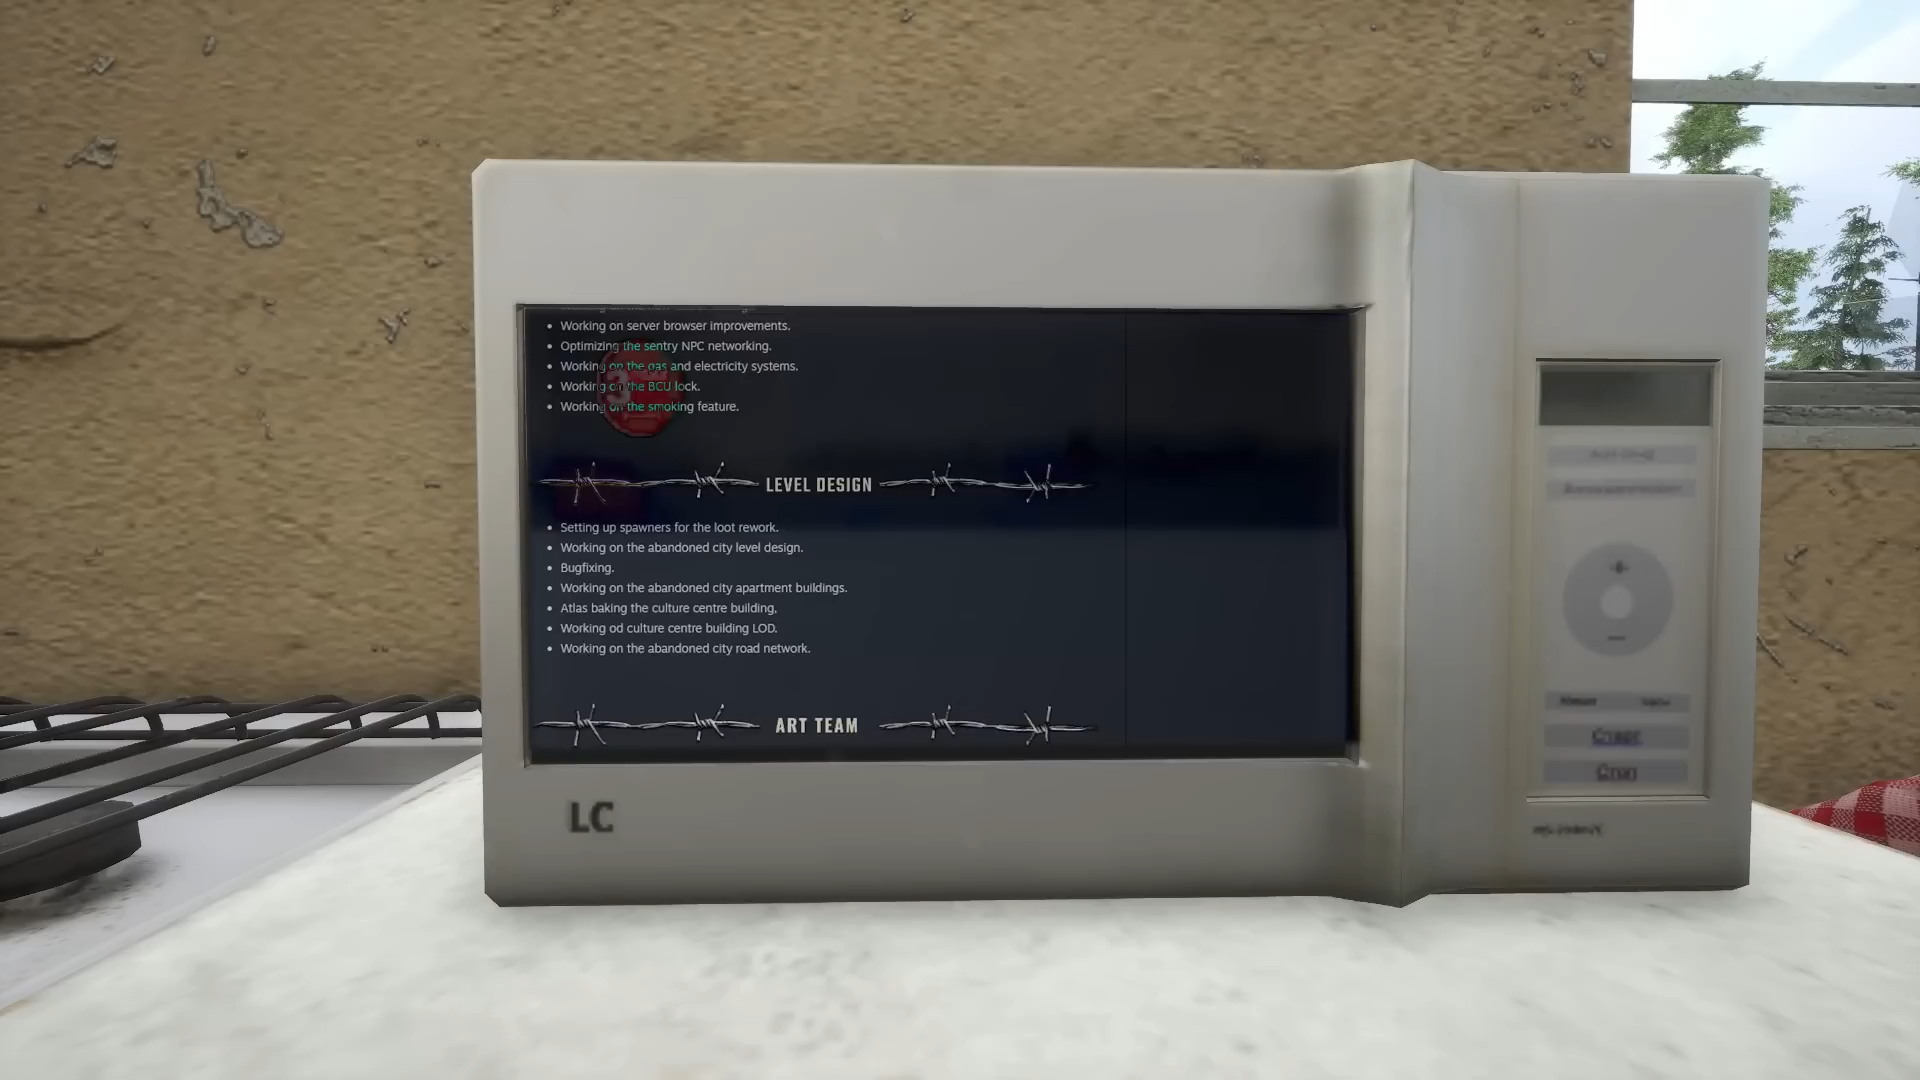 Working on server browser improvements.
Optimizing the sentry NPC networking.
Working on the gas and electricity systems.
Working on the BCU lock.
Working on the smoking feature.
3
LEVEL DESIGN
Setting up spawners for the loot rework.
Working on the abandoned city level design.
Bugfixing.
Working on the abandoned city apartment buildings.
Atlas baking the culture centre building,
Working od culture centre building LOD.
Working on the abandoned city road network.
ART TEAM
Старт
Стоп
LC